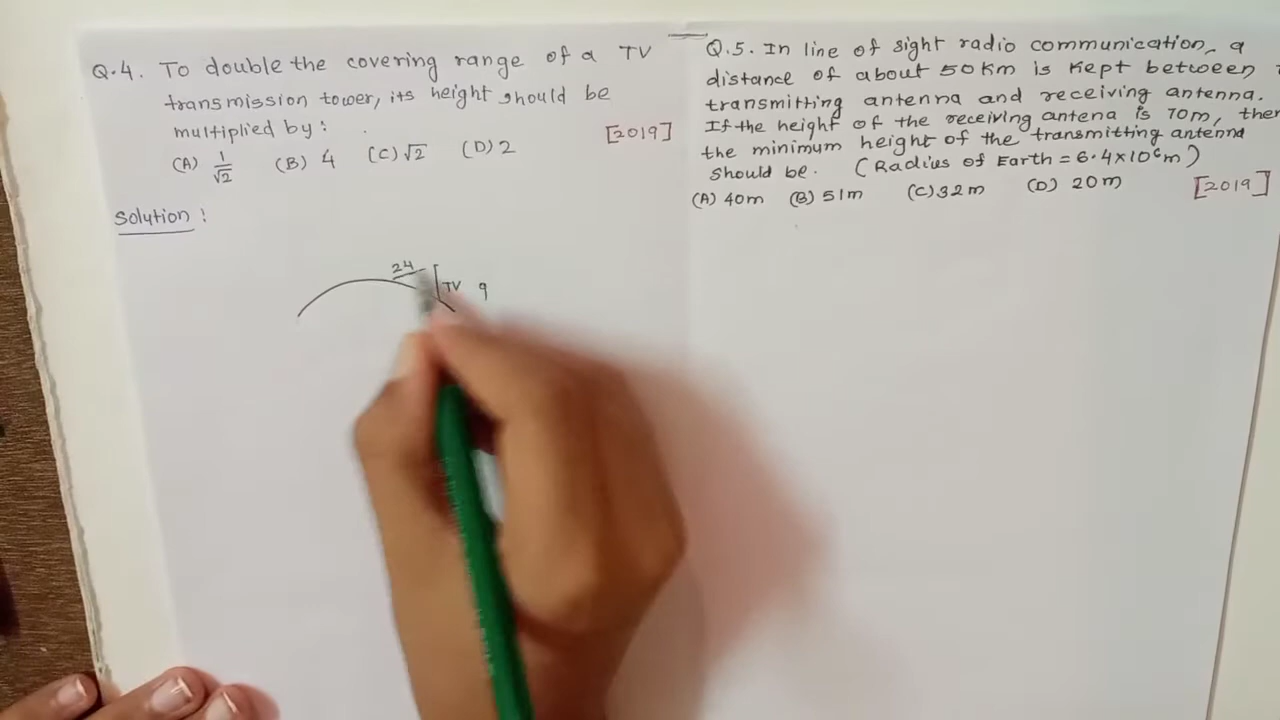 Q.4. To double the covering range of a TV
transmission tower, its height should be
multiplied by:
[2019]
(A) 1/√2 (B) 4 (C) √2 (D) 2
Solution:
24
TV 9
Q.5. In line of sight radio communication, a
distance of about 50Km is kept between
transmitting antenna and receiving antenna.
If the height of the receiving antena is 70m, then
the minimum height of the transmitting antenna
should be. (Radius of Earth = 6.4×10⁶m)
(A) 40m (B) 51m (C) 32m (D) 20m
[2019]